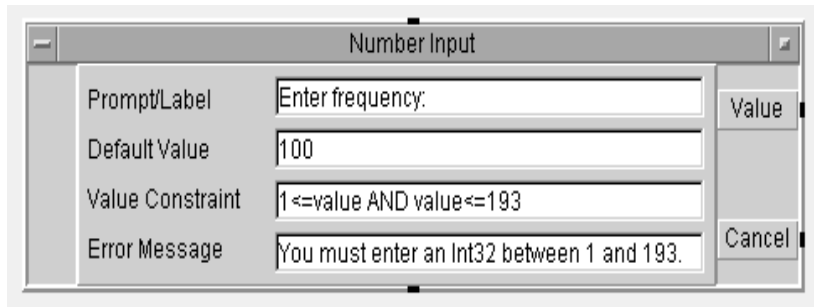 Number Input
Prompt/Label Enter frequency: Value
Default Value 100
Value Constraint 1<=value AND value<=193
Error Message You must enter an Int32 between 1 and 193. Cancel